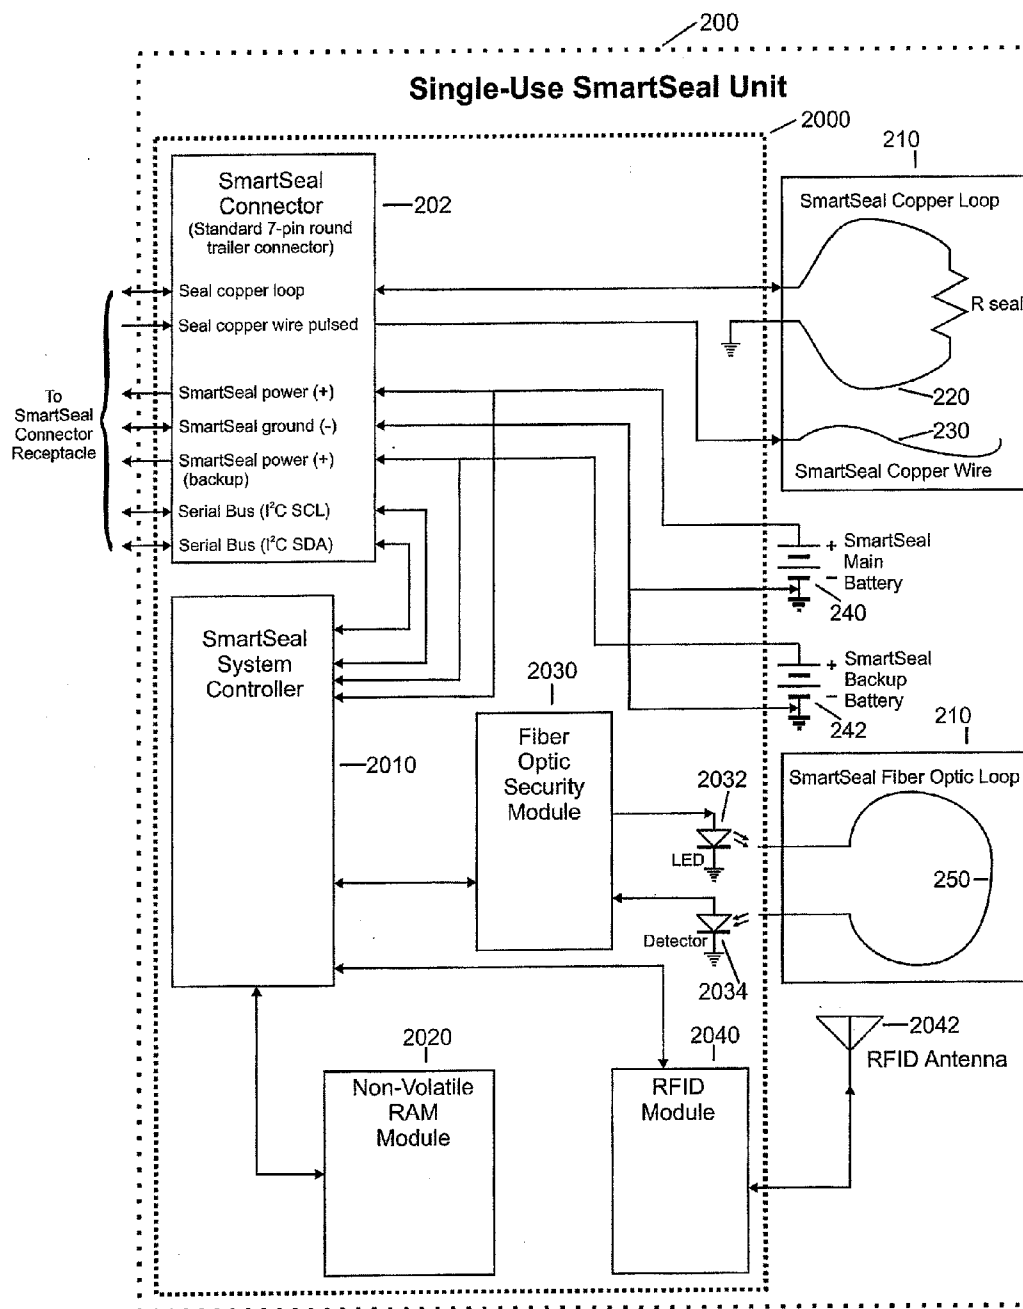 200
Single-Use SmartSeal Unit
2000
SmartSeal
Connector
(Standard 7-pin round
trailer connector)
202
210
SmartSeal Copper Loop
Seal copper loop
Seal copper wire pulsed
R seal
To
SmartSeal
Connector
Receptacle
SmartSeal power (+)
220
SmartSeal ground (-)
230
SmartSeal power (+)
(backup)
SmartSeal Copper Wire
Serial Bus (I²C SCL)
Serial Bus (I²C SDA)
+ SmartSeal
Main
− Battery
240
SmartSeal
System
Controller
2010
+ SmartSeal
Backup
− Battery
242
2030
Fiber
Optic
Security
Module
210
SmartSeal Fiber Optic Loop
2032
LED
250
Detector
2034
2042
RFID Antenna
2020
Non-Volatile
RAM
Module
2040
RFID
Module